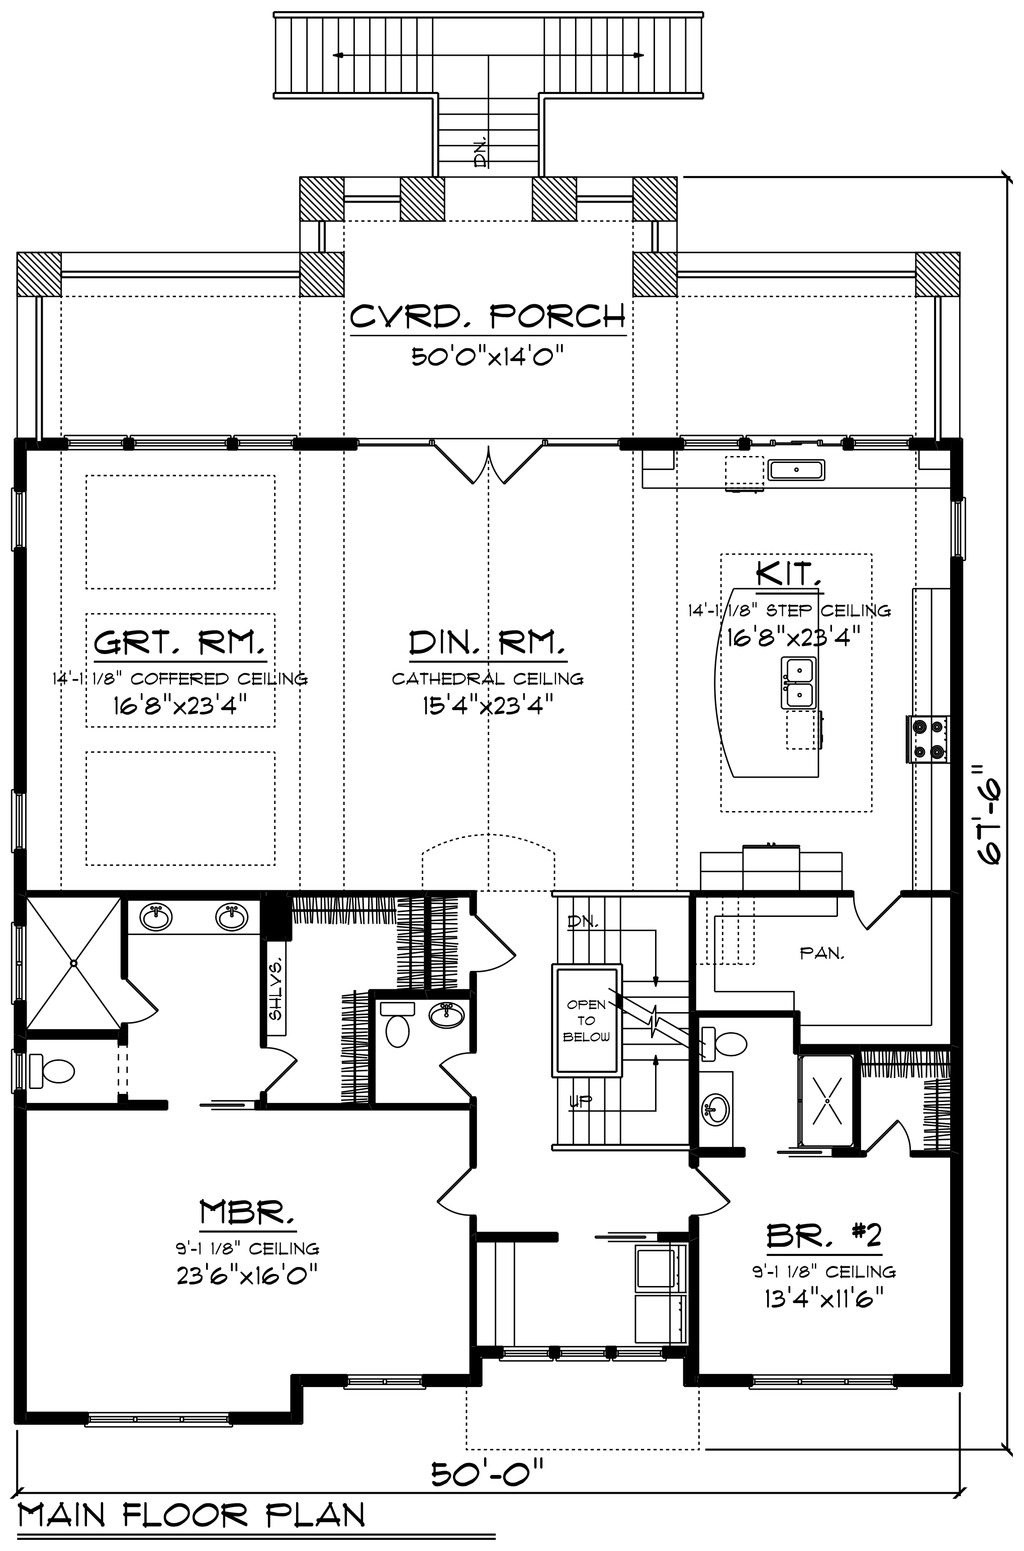 DN.
CVRD. PORCH
50'0"x14'0"
KIT.
14'-1 1/8" STEP CEILING
16'8"x23'4"
GRT. RM.
14'-1 1/8" COFFERED CEILING
16'8"x23'4"
DIN. RM.
CATHEDRAL CEILING
15'4"x23'4"
67'-6"
DN.
PAN.
SHLVS.
OPEN
TO
BELOW
UP
MBR.
9'-1 1/8" CEILING
23'6"x16'0"
BR. #2
9'-1 1/8" CEILING
13'4"x11'6"
50'-0"
MAIN FLOOR PLAN